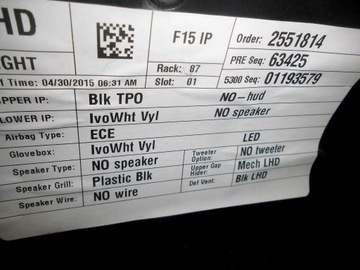 HD F15 IP Order: 2551814
GHT Rack: 87 PRE Seq: 63425
Time: 04/30/2015 06:31 AM Slot: 01 5300 Seq: 01193579
UPPER IP: Blk TPO NO-hud
LOWER IP: IvoWht Vyl NO speaker
Airbag Type: ECE
Glovebox: IvoWht Vyl LED
Speaker Type: NO speaker Tweeter Option: NO tweeter
Speaker Grill: Plastic Blk Upper Gap Hider: Mech LHD
Speaker Wire: NO wire Def Vent: Blk LHD